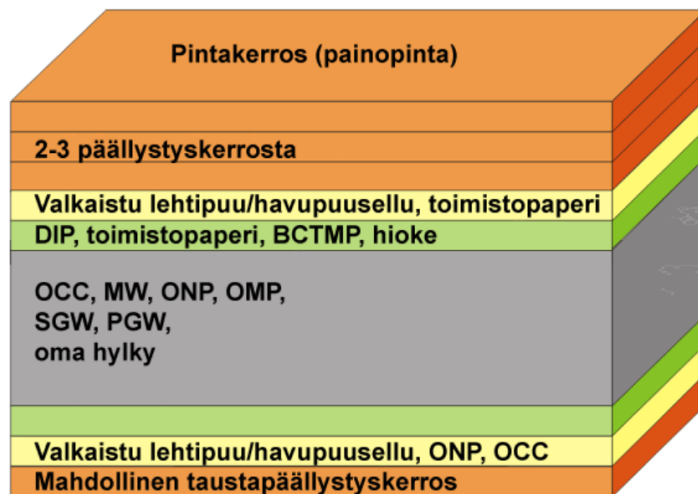 Pintakerros (painopinta)
2-3 päällystyskerrosta
Valkaistu lehtipuu/havupuusellu, toimistopaperi
DIP, toimistopaperi, BCTMP, hioke
OCC, MW, ONP, OMP,
SGW, PGW,
oma hylky
Valkaistu lehtipuu/havupuusellu, ONP, OCC
Mahdollinen taustapäällystyskerros